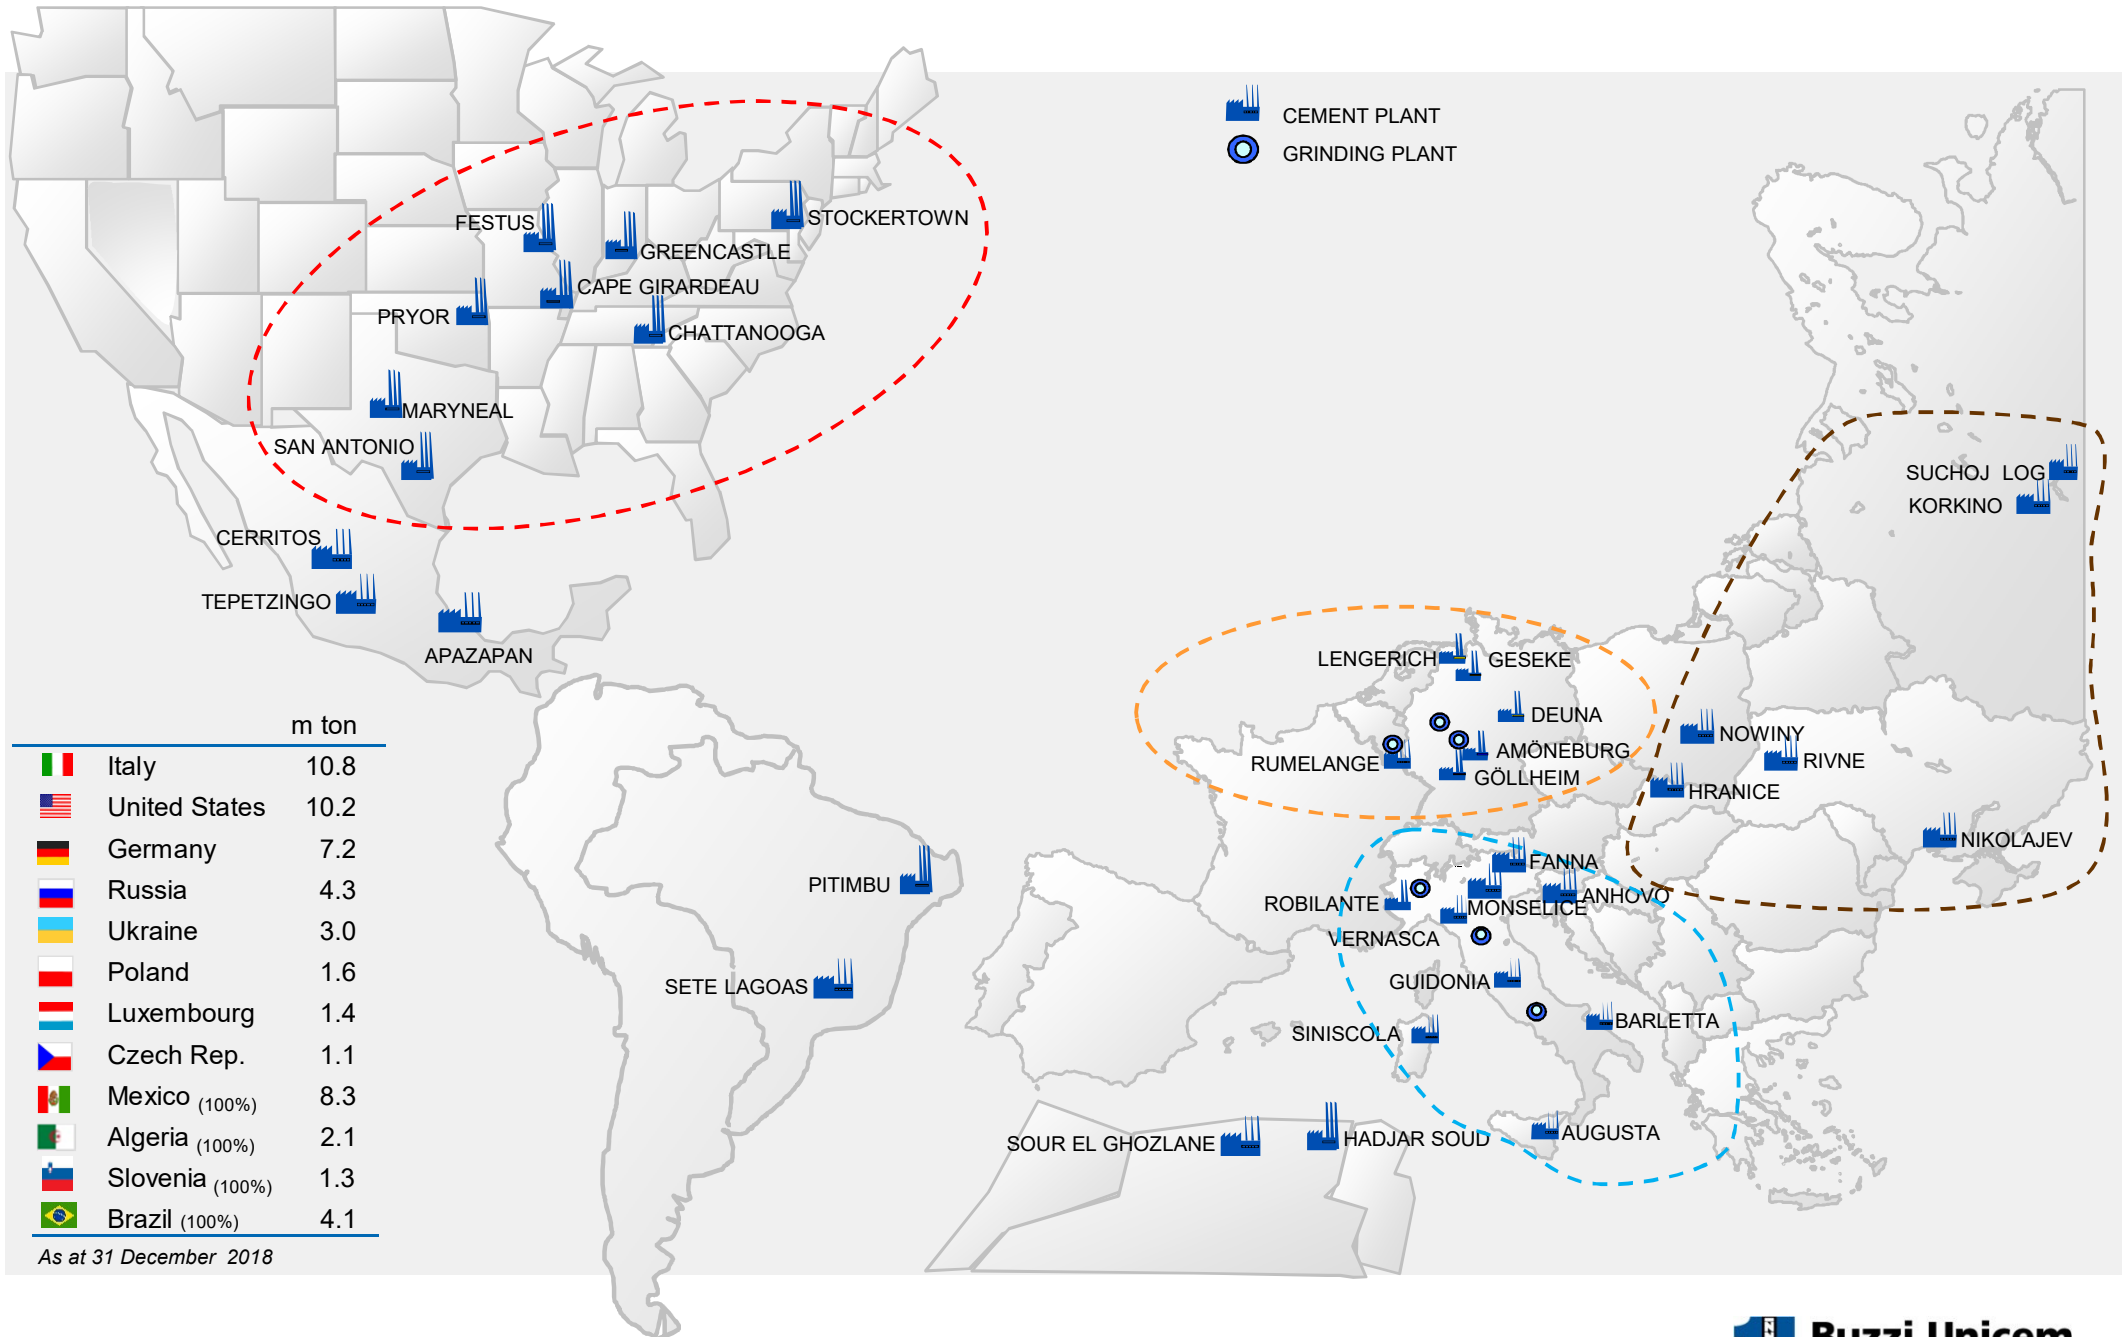 CEMENT PLANT
GRINDING PLANT
FESTUS
STOCKERTOWN
GREENCASTLE
CAPE GIRARDEAU
PRYOR
CHATTANOOGA
MARYNEAL
SAN ANTONIO
CERRITOS
TEPETZINGO
APAZAPAN
SUCHOJ LOG
KORKINO
LENGERICH
GESEKE
DEUNA
AMÖNEBURG
RUMELANGE
GÖLLHEIM
NOWINY
RIVNE
HRANICE
NIKOLAJEV
FANNA
ANHOVO
ROBILANTE
MONSELICE
VERNASCA
GUIDONIA
BARLETTA
SINISCOLA
AUGUSTA
SOUR EL GHOZLANE
HADJAR SOUD
PITIMBU
SETE LAGOAS
m ton
Italy 10.8
United States 10.2
Germany 7.2
Russia 4.3
Ukraine 3.0
Poland 1.6
Luxembourg 1.4
Czech Rep. 1.1
Mexico (100%) 8.3
Algeria (100%) 2.1
Slovenia (100%) 1.3
Brazil (100%) 4.1
As at 31 December 2018
Buzzi Unicem